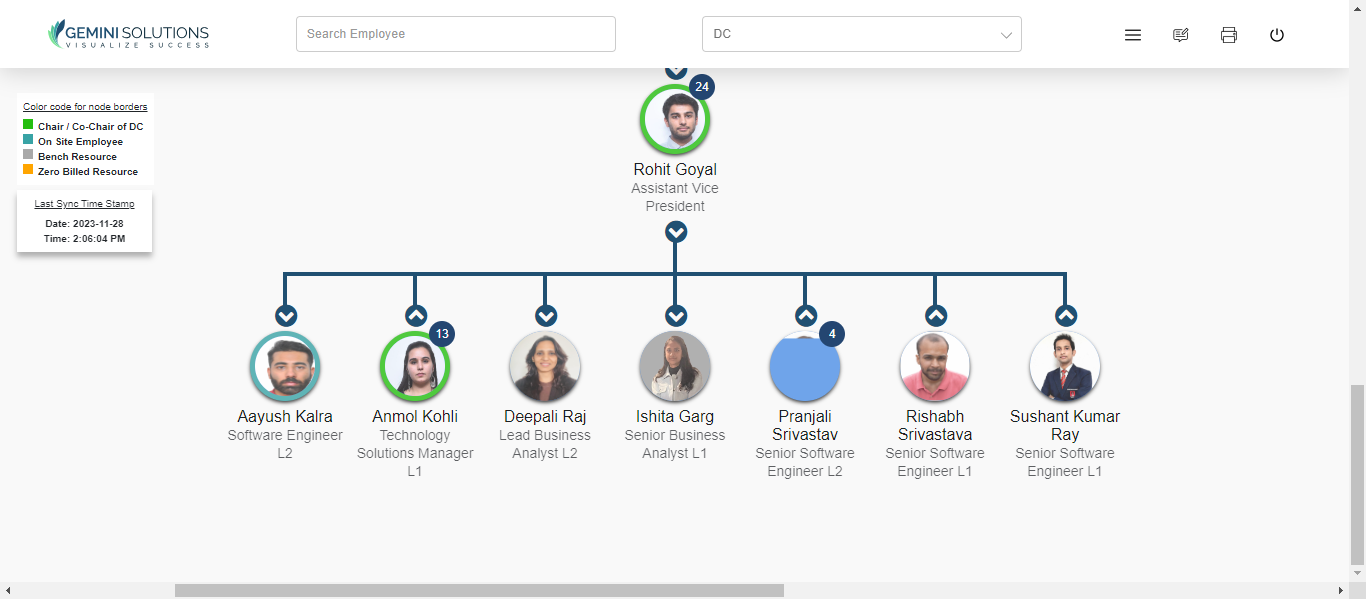 GEMINI SOLUTIONS
VISUALIZE SUCCESS
Search Employee
DC
Color code for node borders
Chair / Co-Chair of DC
On Site Employee
Bench Resource
Zero Billed Resource
Last Sync Time Stamp
Date: 2023-11-28
Time: 2:06:04 PM
24
Rohit Goyal
Assistant Vice
President
Aayush Kalra
Software Engineer
L2
13
Anmol Kohli
Technology
Solutions Manager
L1
Deepali Raj
Lead Business
Analyst L2
Ishita Garg
Senior Business
Analyst L1
4
Pranjali
Srivastav
Senior Software
Engineer L2
Rishabh
Srivastava
Senior Software
Engineer L1
Sushant Kumar
Ray
Senior Software
Engineer L1